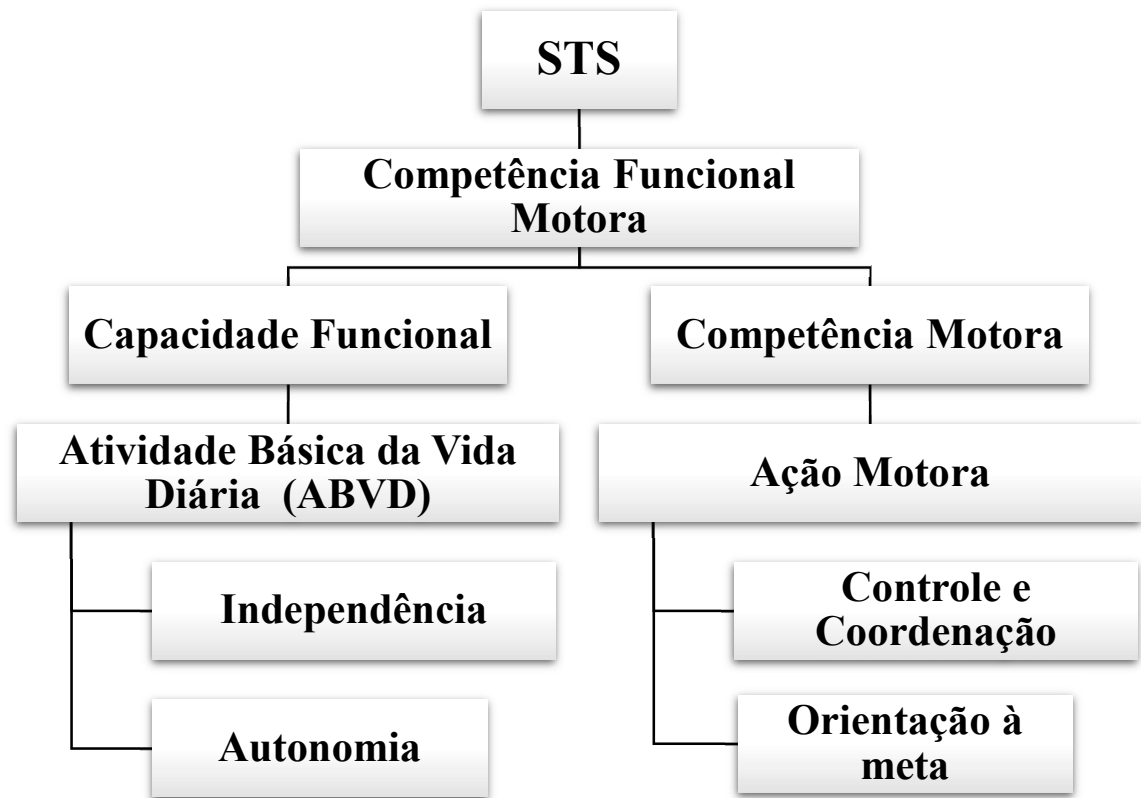 STS
Competência Funcional
Motora
Capacidade Funcional
Competência Motora
Atividade Básica da Vida
Diária (ABVD)
Ação Motora
Independência
Controle e
Coordenação
Autonomia
Orientação à
meta